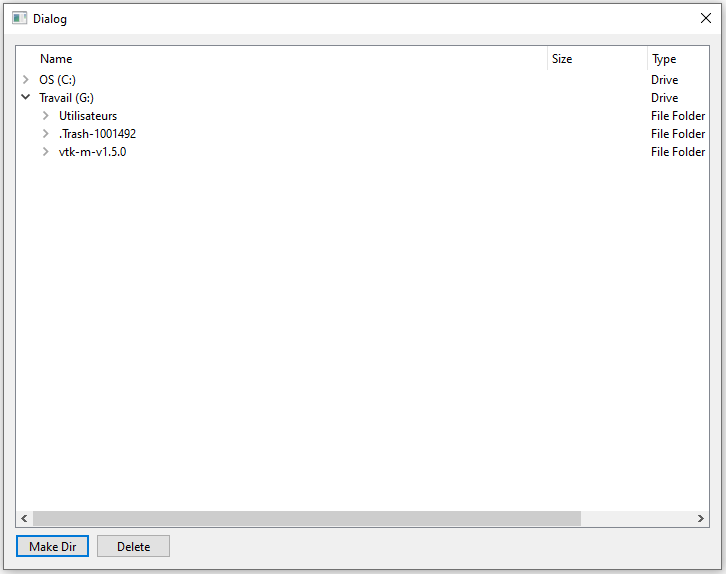 Dialog
Name Size Type
OS (C:) Drive
Travail (G:) Drive
Utilisateurs File Folder
.Trash-1001492 File Folder
vtk-m-v1.5.0 File Folder
Make Dir Delete